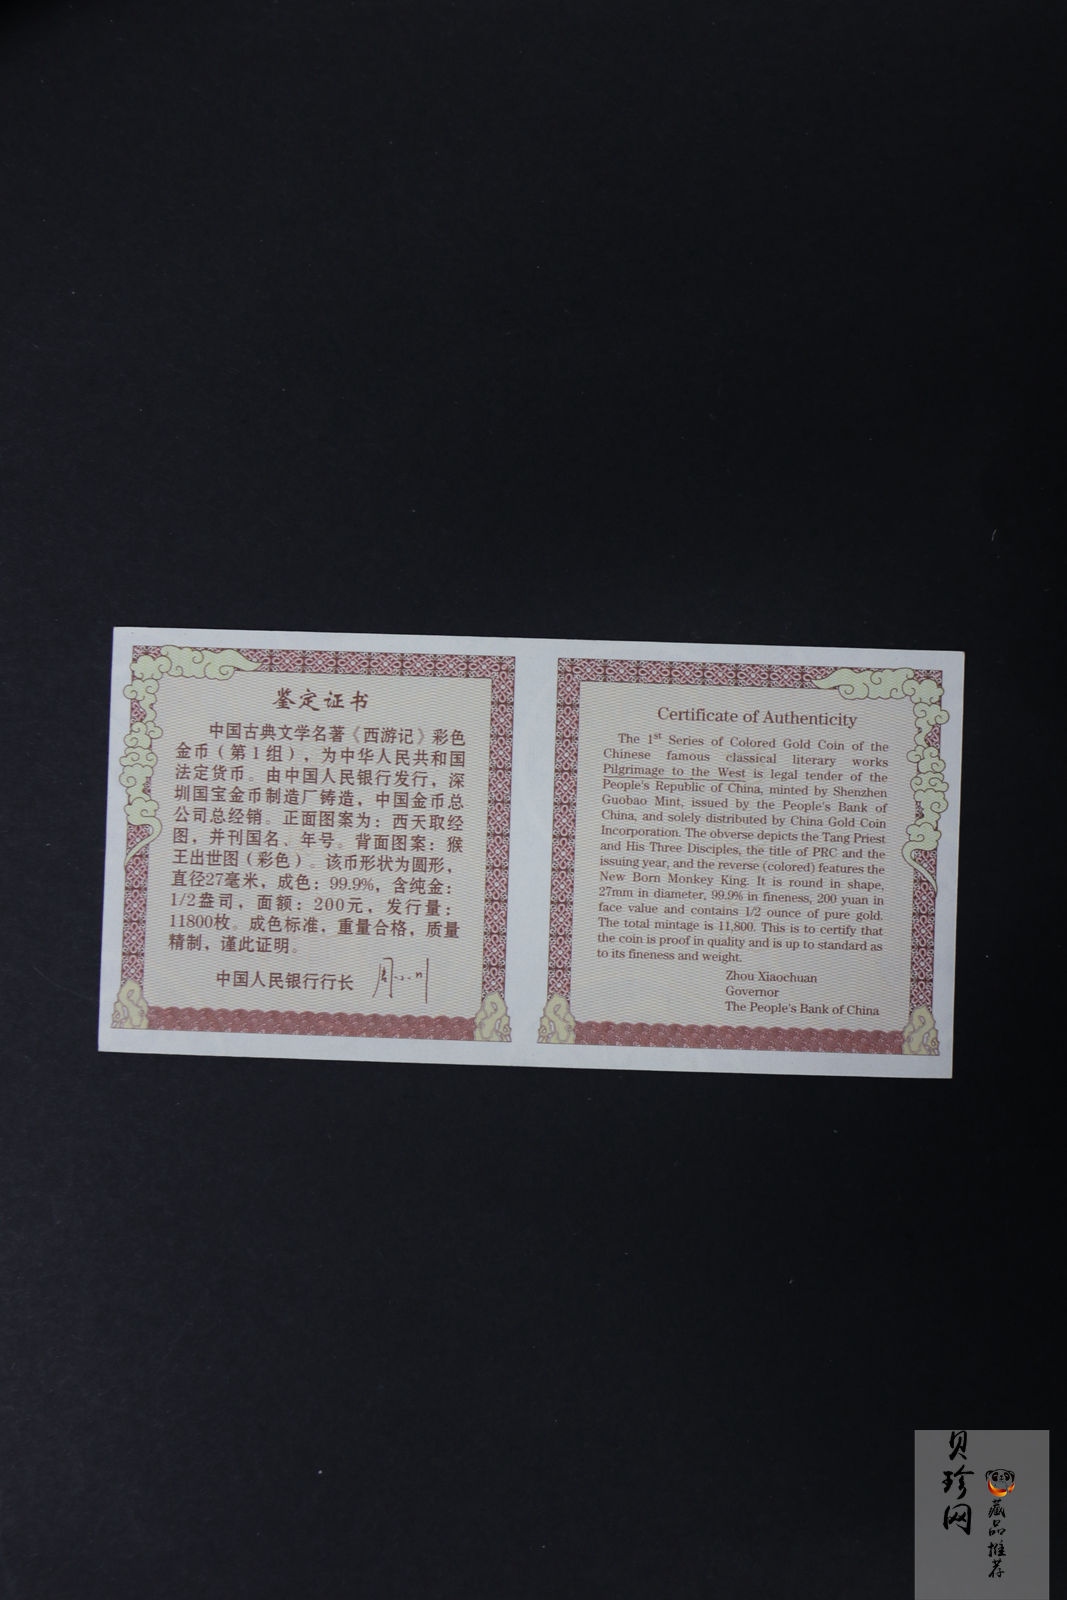 鉴定证书
中国古典文学名著《西游记》彩色
金币（第1组），为中华人民共和国
法定货币。由中国人民银行发行，深
圳国宝金币制造厂铸造，中国金币总
公司总经销。正面图案为：西天取经
图，并刊国名、年号。背面图案：猴
王出世图（彩色）。该币形状为圆形，
直径27毫米，成色：99.9%，含纯金：
1/2盎司，面额：200元，发行量：
11800枚。成色标准，重量合格，质量
精制，谨此证明。
中国人民银行行长 周小川
Certificate of Authenticity
The 1st Series of Colored Gold Coin of the
Chinese famous classical literary works
Pilgrimage to the West is legal tender of the
People's Republic of China, minted by Shenzhen
Guobao Mint, issued by the People's Bank of
China, and solely distributed by China Gold Coin
Incorporation. The obverse depicts the Tang Priest
and His Three Disciples, the title of PRC and the
issuing year, and the reverse (colored) features the
New Born Monkey King. It is round in shape,
27mm in diameter, 99.9% in fineness, 200 yuan in
face value and contains 1/2 ounce of pure gold.
The total mintage is 11,800. This is to certify that
the coin is proof in quality and is up to standard as
to its fineness and weight.
Zhou Xiaochuan
Governor
The People's Bank of China
贝珍网
藏品推荐